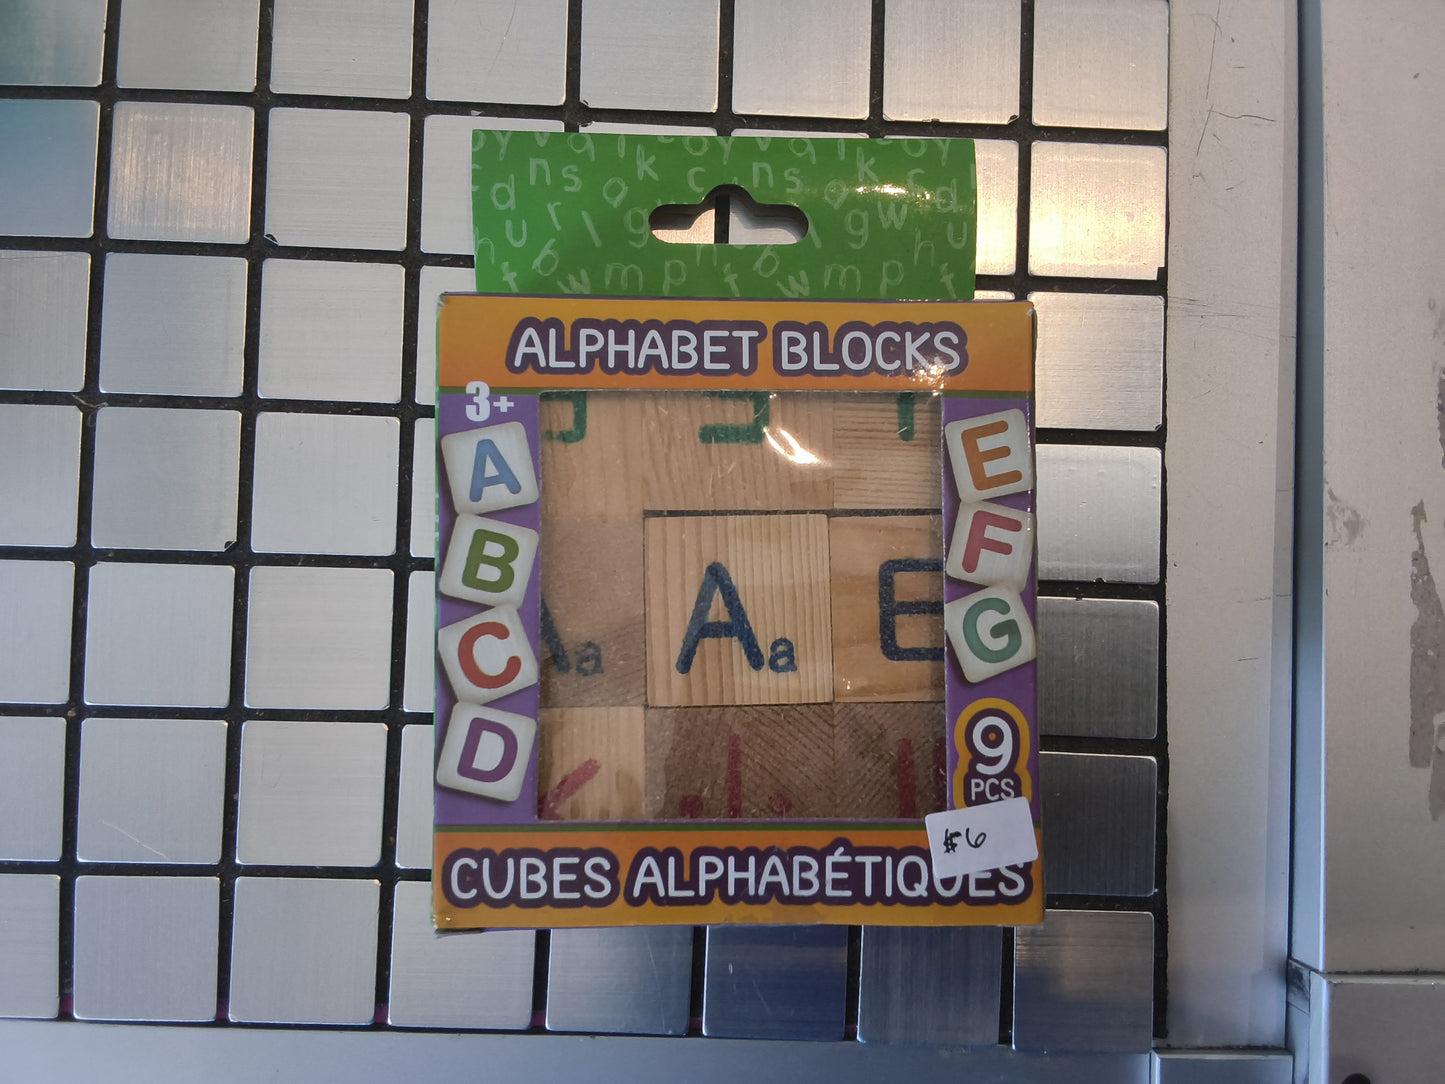 ALPHABET BLOCKS
3+
A
B
C
D
E
F
G
Aa
Aa
E
9
PCS
$6
CUBES ALPHABÉTIQUES